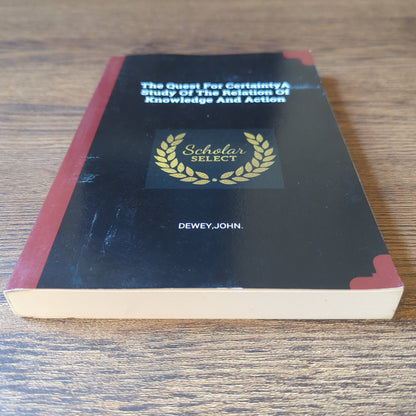 The Quest For CertaintyA
Study Of The Relation Of
Knowledge And Action
Scholar
SELECT
DEWEY,JOHN.